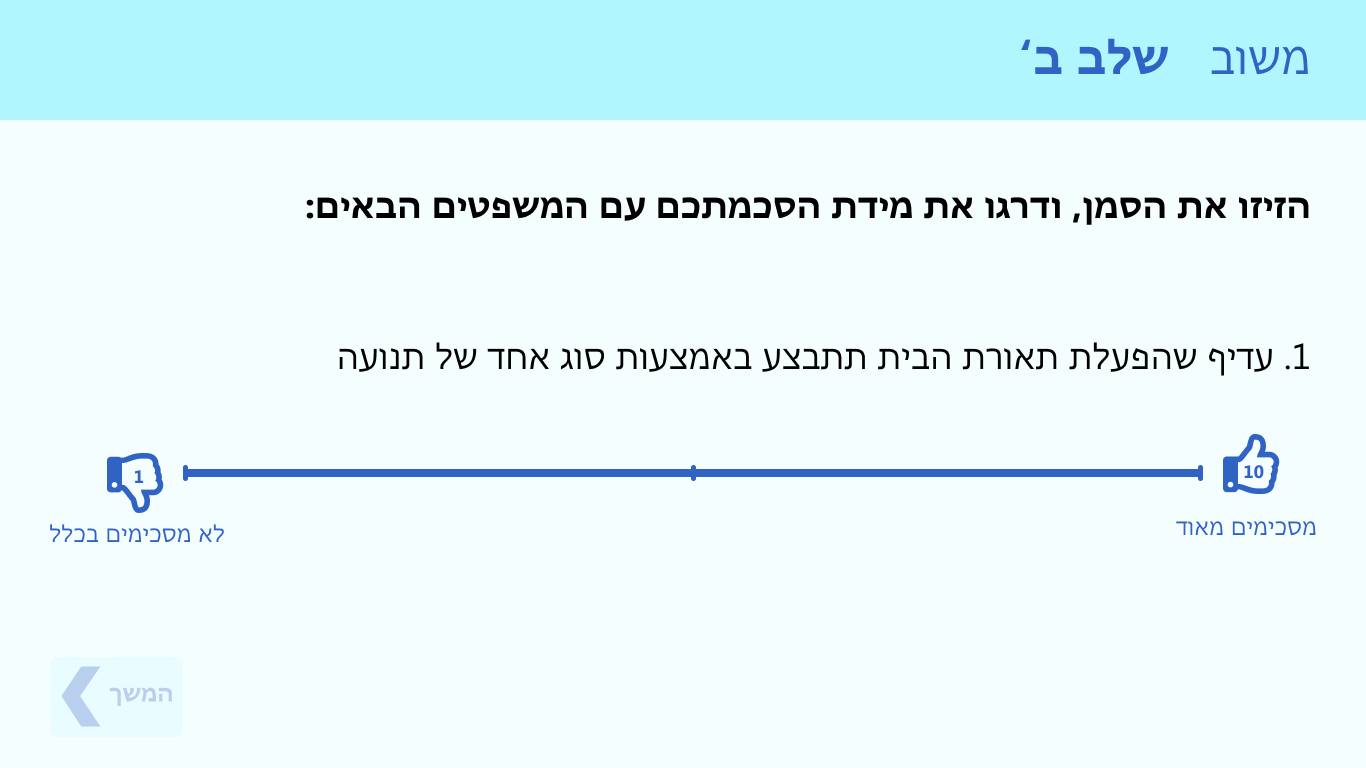 משוב שלב ב‘
הזיזו את הסמן, ודרגו את מידת הסכמתכם עם המשפטים הבאים:
1. עדיף שהפעלת תאורת הבית תתבצע באמצעות סוג אחד של תנועה
10
מסכימים מאוד
1
לא מסכימים בכלל
המשך